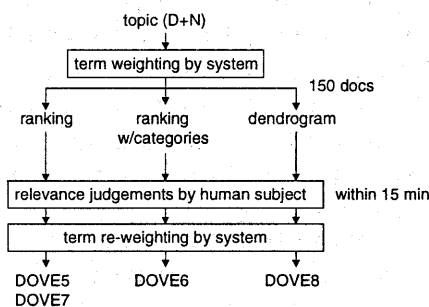 topic (D+N)
term weighting by system
150 docs
ranking
ranking
w/categories
dendrogram
relevance judgements by human subject
within 15 min
term re-weighting by system
DOVE5
DOVE7
DOVE6
DOVE8